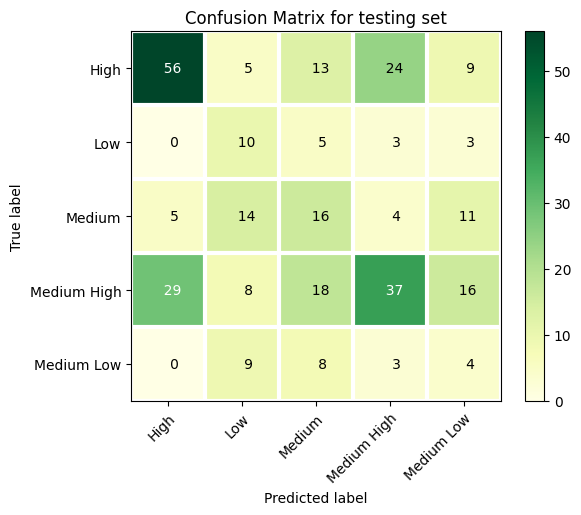 Confusion Matrix for testing set
High 56 5 13 24 9
Low 0 10 5 3 3
Medium 5 14 16 4 11
Medium High 29 8 18 37 16
Medium Low 0 9 8 3 4
High Low Medium Medium High Medium Low
Predicted label
True label
50
40
30
20
10
0